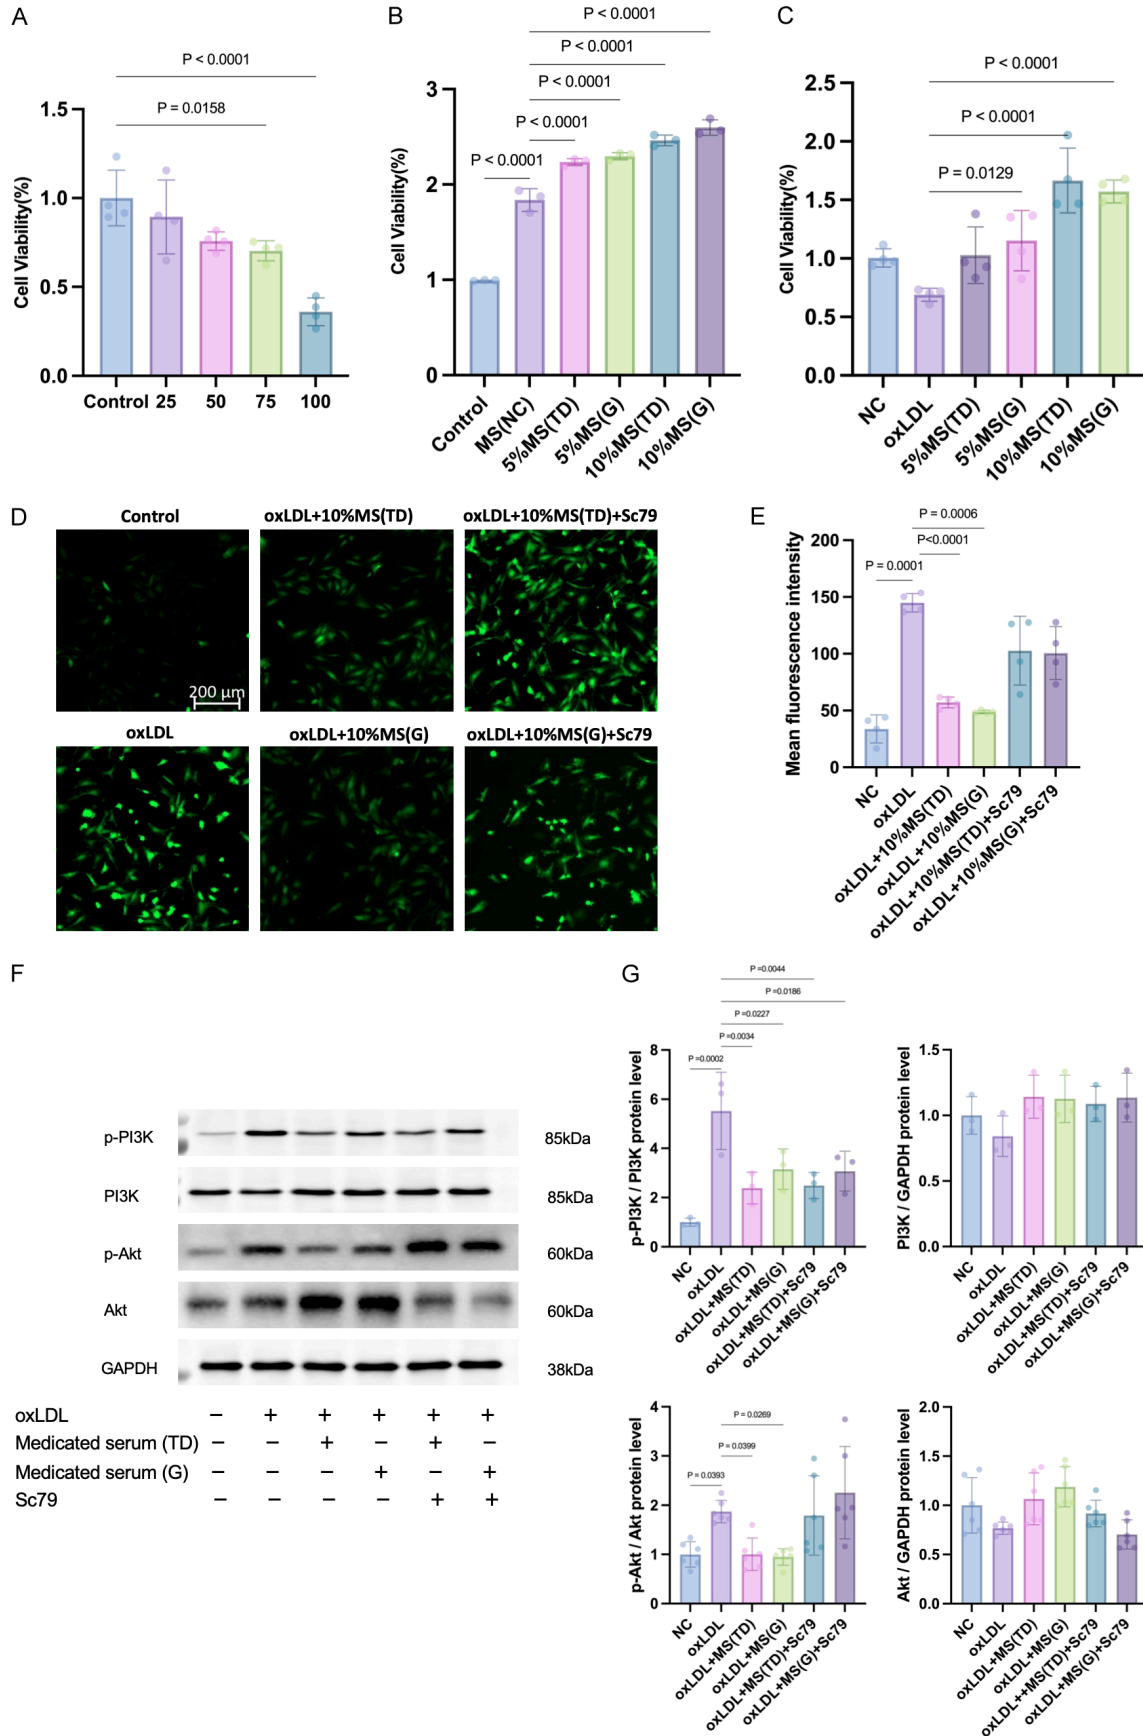 A
P < 0.0001
P = 0.0158
Cell Viability(%)
1.5
1.0
0.5
0.0
Control 25 50 75 100
B
P < 0.0001
P < 0.0001
P < 0.0001
P < 0.0001
P < 0.0001
Cell Viability(%)
3
2
1
0
Control
MS(NC)
5%MS(TD)
5%MS(G)
10%MS(TD)
10%MS(G)
C
P < 0.0001
P < 0.0001
P = 0.0129
Cell Viability(%)
2.5
2.0
1.5
1.0
0.5
0.0
NC
oxLDL
5%MS(TD)
5%MS(G)
10%MS(TD)
10%MS(G)
D
Control
oxLDL+10%MS(TD)
oxLDL+10%MS(TD)+Sc79
200 μm
oxLDL
oxLDL+10%MS(G)
oxLDL+10%MS(G)+Sc79
E
P = 0.0006
P<0.0001
P = 0.0001
Mean fluorescence intensity
200
150
100
50
0
NC
oxLDL
oxLDL+10%MS(TD)
oxLDL+10%MS(G)
oxLDL+10%MS(TD)+Sc79
oxLDL+10%MS(G)+Sc79
F
p-PI3K 85kDa
PI3K 85kDa
p-Akt 60kDa
Akt 60kDa
GAPDH 38kDa
oxLDL − + + + + +
Medicated serum (TD) − − + − + −
Medicated serum (G) − − − + − +
Sc79 − − − − + +
G
P =0.0044
P =0.0186
P =0.0227
P =0.0034
P =0.0002
p-PI3K / PI3K protein level
8
6
4
2
0
NC
oxLDL
oxLDL+MS(TD)
oxLDL+MS(G)
oxLDL+MS(TD)+Sc79
oxLDL+MS(G)+Sc79
PI3K / GAPDH protein level
1.5
1.0
0.5
0.0
NC
oxLDL
oxLDL+MS(TD)
oxLDL+MS(G)
oxLDL+MS(TD)+Sc79
oxLDL+MS(G)+Sc79
P = 0.0269
P = 0.0399
P = 0.0393
p-Akt / Akt protein level
4
3
2
1
0
NC
oxLDL
oxLDL+MS(TD)
oxLDL+MS(G)
oxLDL+MS(TD)+Sc79
oxLDL+MS(G)+Sc79
Akt / GAPDH protein level
2.0
1.5
1.0
0.5
0.0
NC
oxLDL
oxLDL+MS(TD)
oxLDL+MS(G)
oxLDL++MS(TD)+Sc79
oxLDL+MS(G)+Sc79